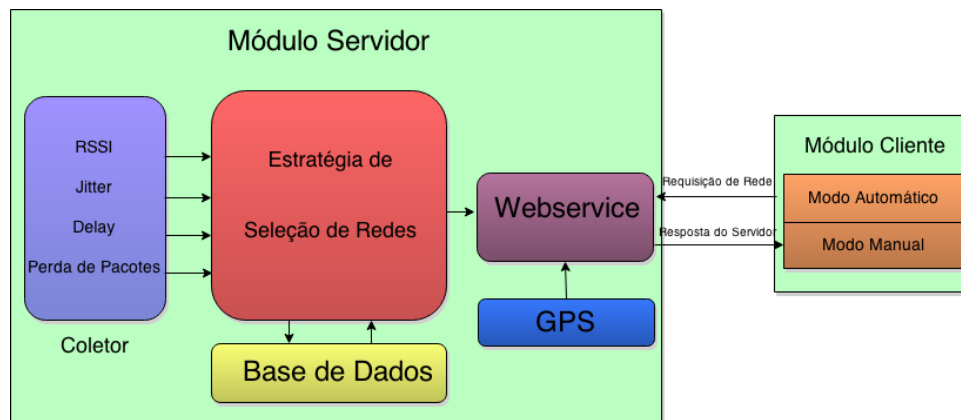 Módulo Servidor
RSSI
Jitter
Delay
Perda de Pacotes
Coletor
Estratégia de
Seleção de Redes
Base de Dados
Webservice
GPS
Requisição de Rede
Resposta do Servidor
Módulo Cliente
Modo Automático
Modo Manual